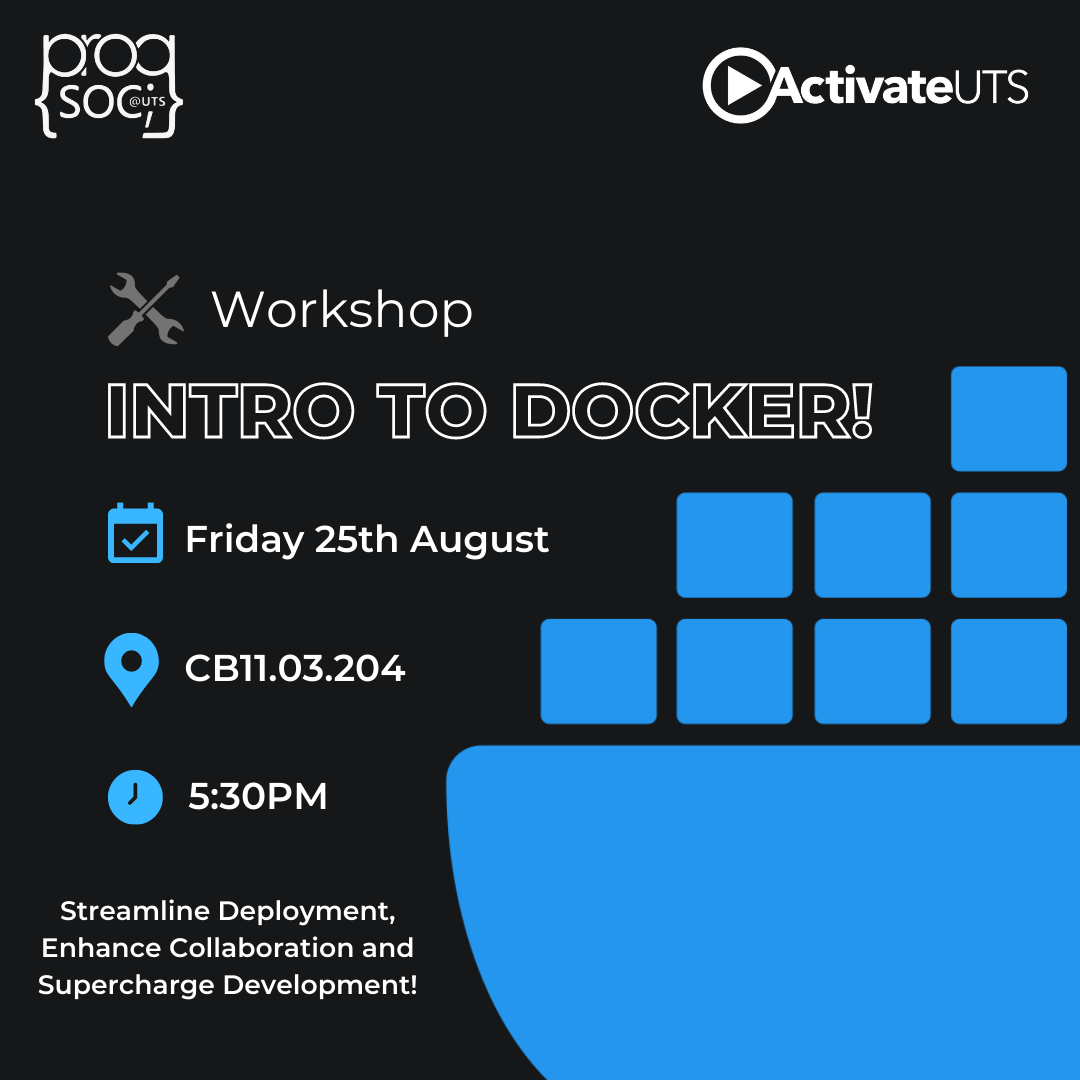 prog
SOC;
@UTS
ActivateUTS
Workshop
INTRO TO DOCKER!
Friday 25th August
CB11.03.204
5:30PM
Streamline Deployment,
Enhance Collaboration and
Supercharge Development!